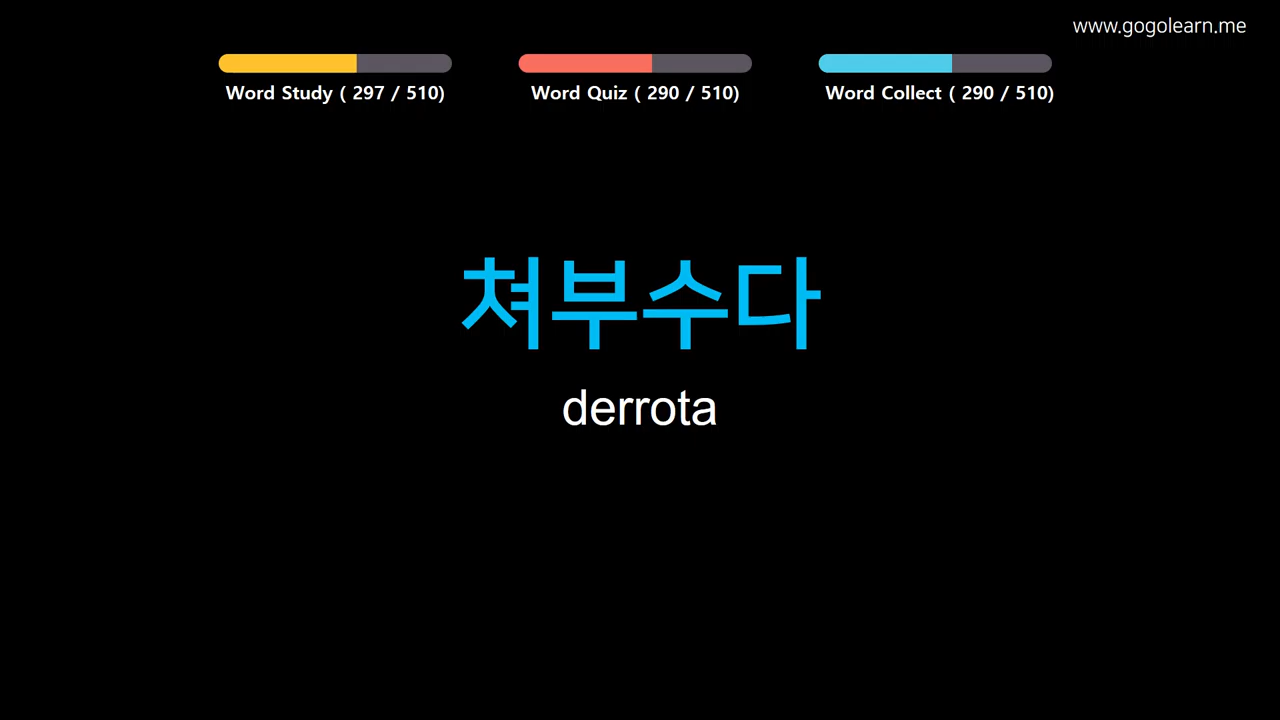 www.gogolearn.me
Word Study ( 297 / 510)
Word Quiz ( 290 / 510)
Word Collect ( 290 / 510)
쳐부수다
derrota